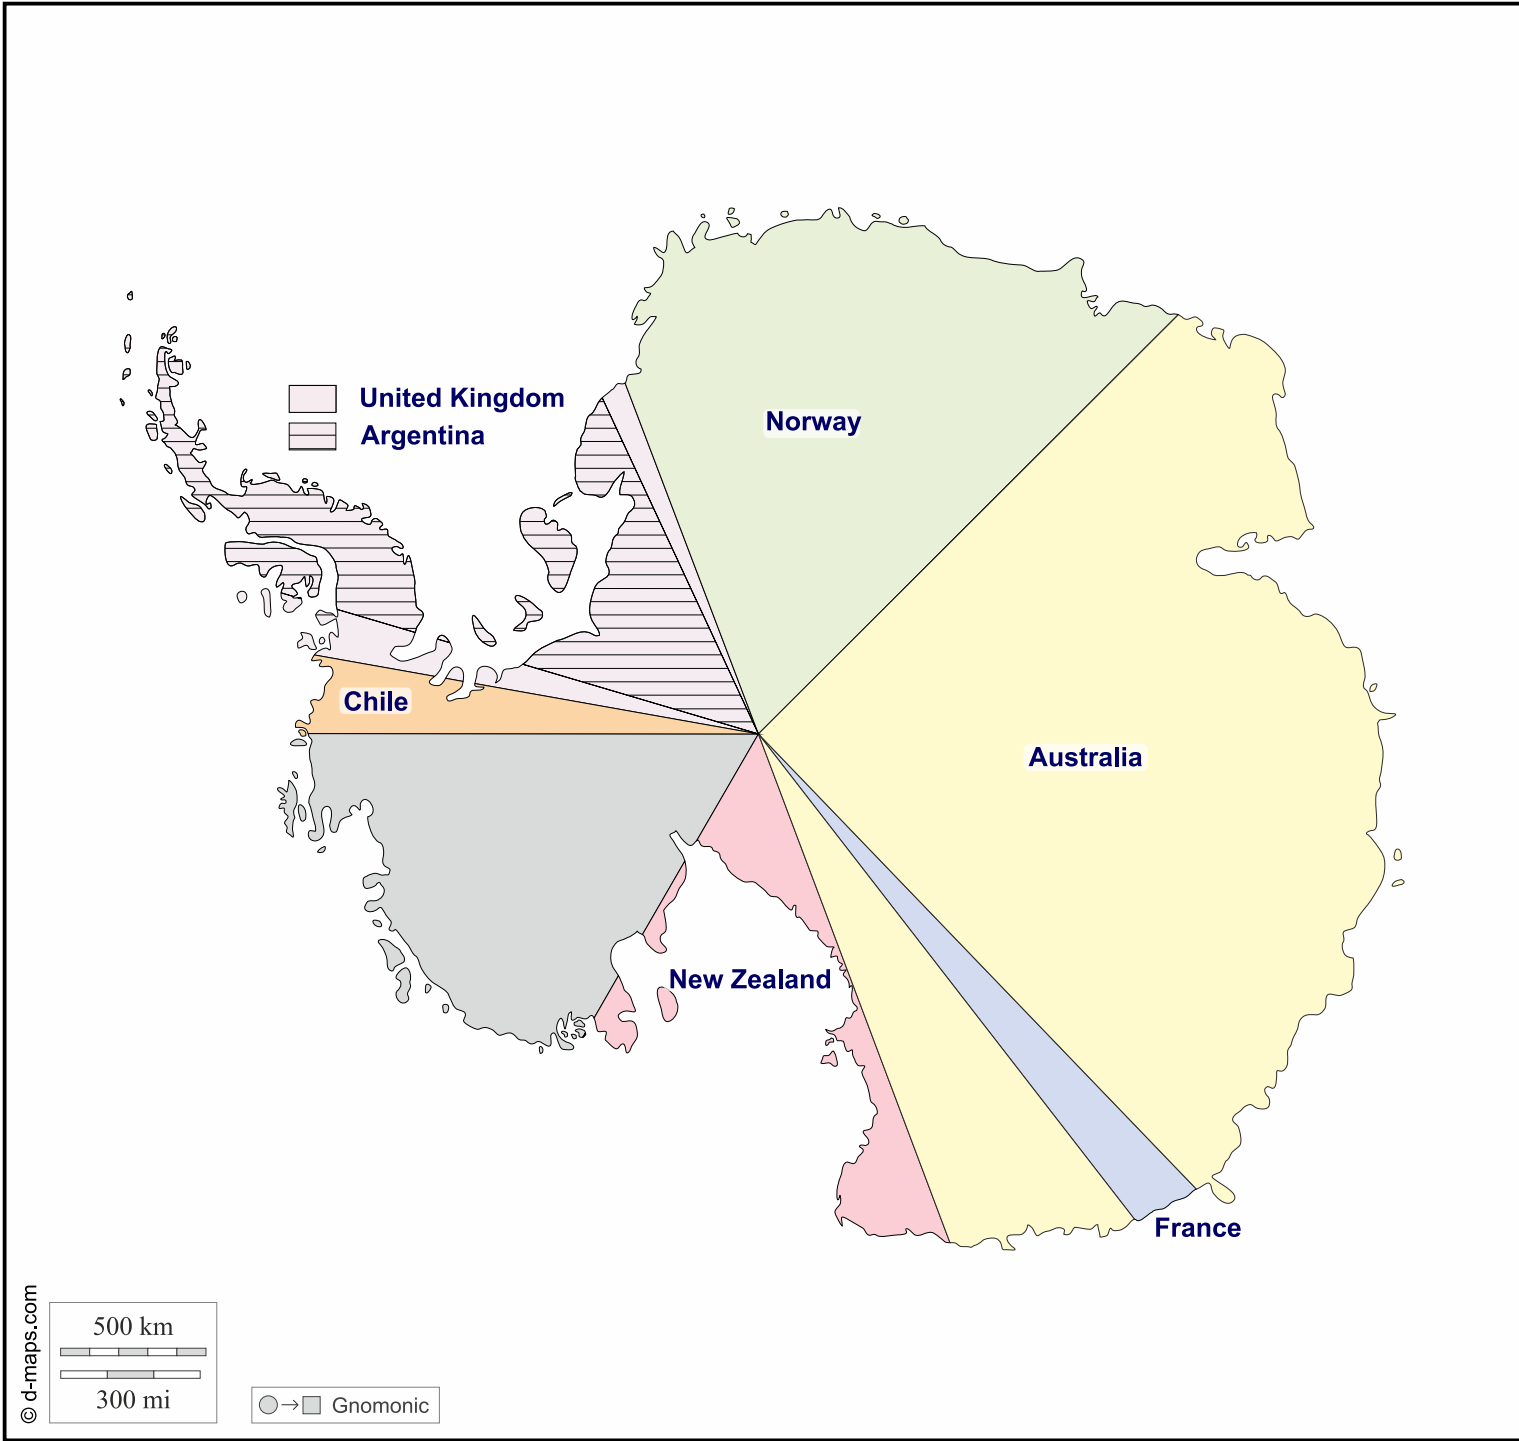 United Kingdom
Argentina
Norway
Chile
Australia
New Zealand
France
© d-maps.com
500 km
300 mi
Gnomonic